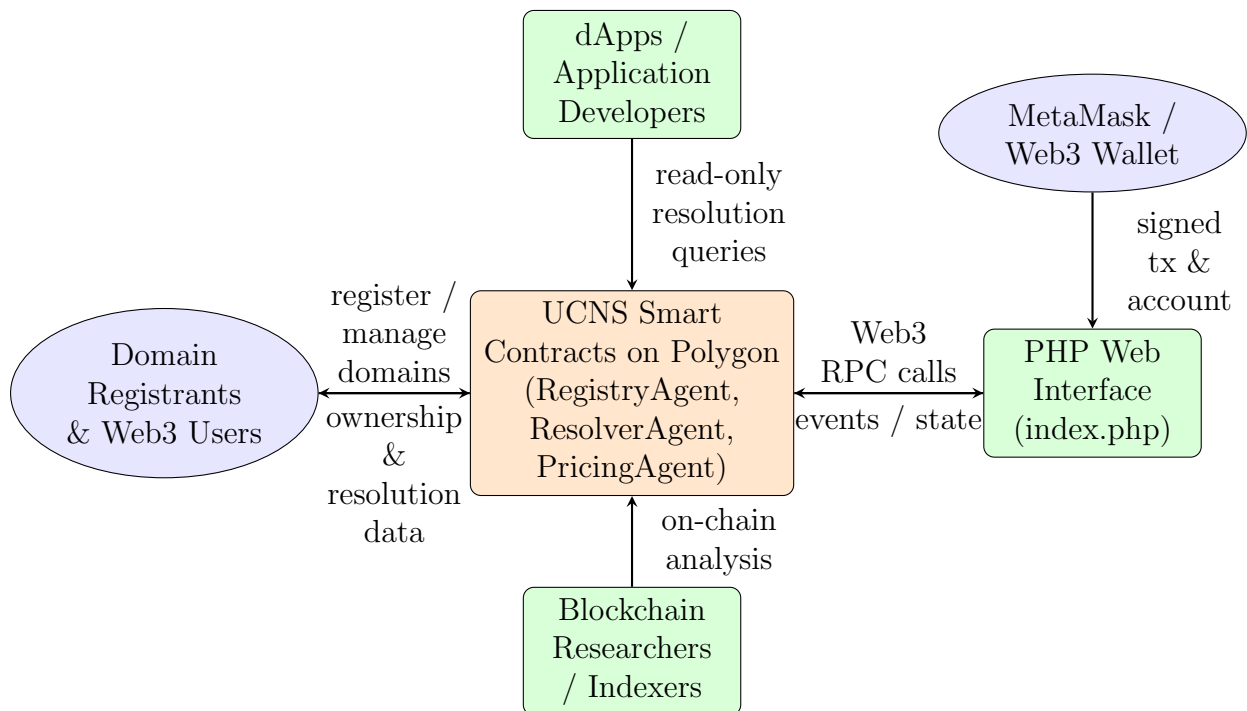 dApps /
Application
Developers
MetaMask /
Web3 Wallet
read-only
resolution
queries
signed
tx &
account
register /
manage
domains
Domain
Registrants
& Web3 Users
ownership
&
resolution
data
UCNS Smart
Contracts on Polygon
(RegistryAgent,
ResolverAgent,
PricingAgent)
Web3
RPC calls
events / state
PHP Web
Interface
(index.php)
on-chain
analysis
Blockchain
Researchers
/ Indexers